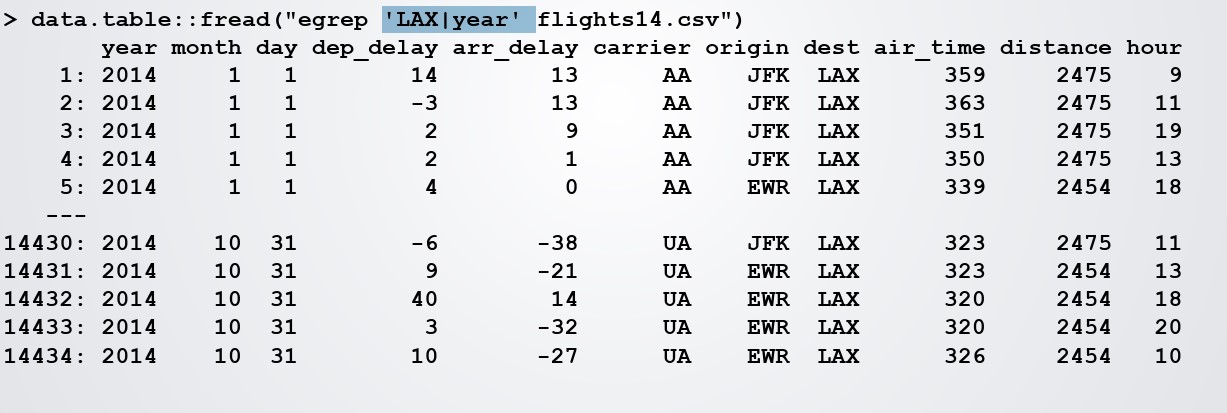 > data.table::fread("egrep 'LAX|year' flights14.csv")
year month day dep_delay arr_delay carrier origin dest air_time distance hour
1: 2014 1 1 14 13 AA JFK LAX 359 2475 9
2: 2014 1 1 -3 13 AA JFK LAX 363 2475 11
3: 2014 1 1 2 9 AA JFK LAX 351 2475 19
4: 2014 1 1 2 1 AA JFK LAX 350 2475 13
5: 2014 1 1 4 0 AA EWR LAX 339 2454 18
---
14430: 2014 10 31 -6 -38 UA JFK LAX 323 2475 11
14431: 2014 10 31 9 -21 UA EWR LAX 323 2454 13
14432: 2014 10 31 40 14 UA EWR LAX 320 2454 18
14433: 2014 10 31 3 -32 UA EWR LAX 320 2454 20
14434: 2014 10 31 10 -27 UA EWR LAX 326 2454 10